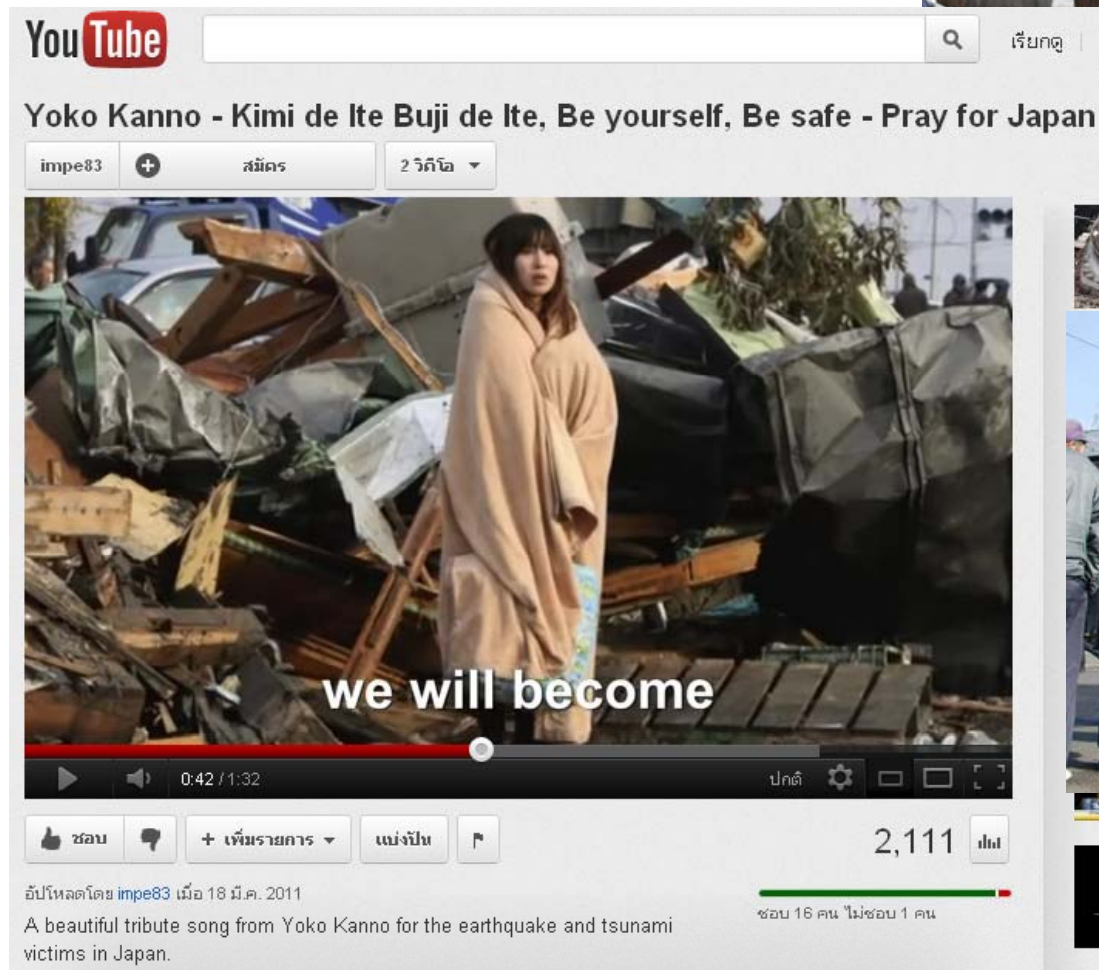 YouTube
เรียกดู
Yoko Kanno - Kimi de Ite Buji de Ite, Be yourself, Be safe - Pray for Japan
impe83 สมัคร 2 วิดีโอ
we will become
0:42 / 1:32 ปกติ
ชอบ + เพิ่มรายการ แบ่งปัน 2,111
อัปโหลดโดย impe83 เมื่อ 18 มี.ค. 2011
ชอบ 16 คน ไม่ชอบ 1 คน
A beautiful tribute song from Yoko Kanno for the earthquake and tsunami
victims in Japan.